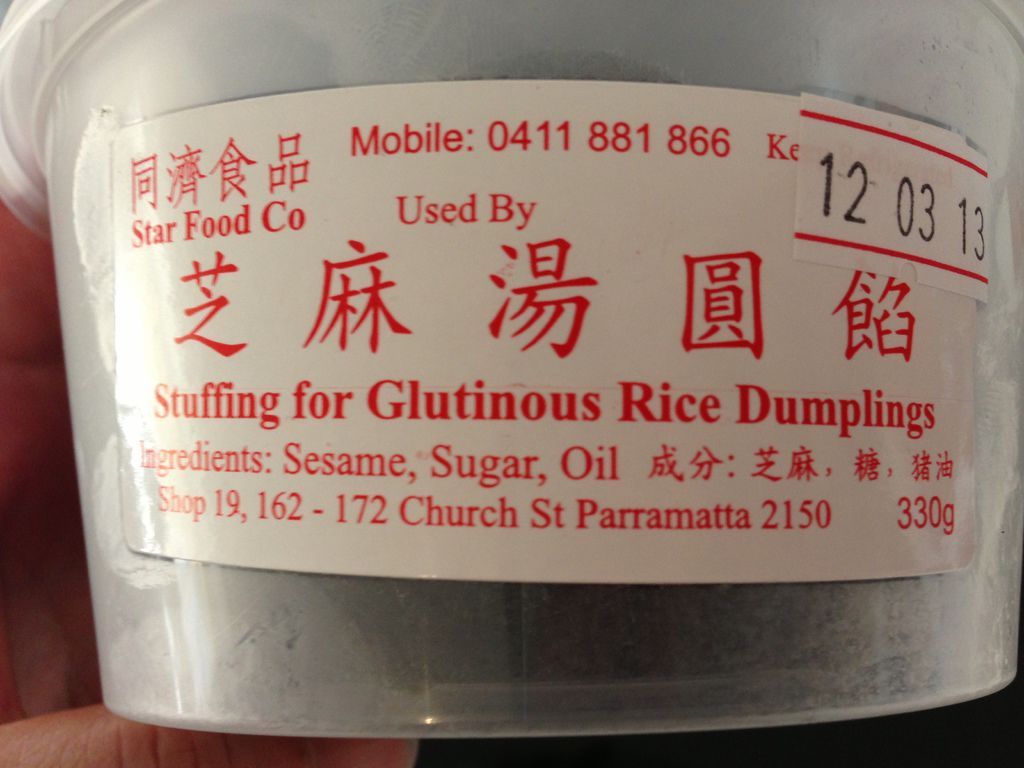 同濟食品
Star Food Co
Mobile: 0411 881 866
Used By
12 03 13
芝麻湯圓餡
Stuffing for Glutinous Rice Dumplings
Ingredients: Sesame, Sugar, Oil 成分: 芝麻, 糖, 猪油
Shop 19, 162 - 172 Church St Parramatta 2150 330g